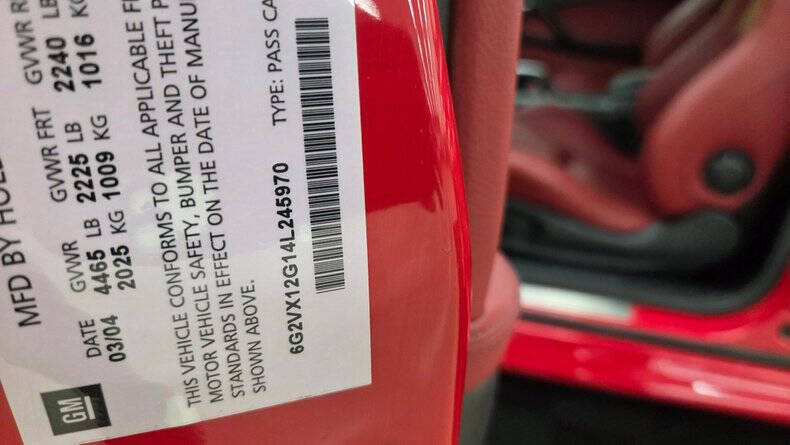 MFD BY HOL
DATE GVWR GVWR FRT GVWR R
03/04 4465 LB 2225 LB 2240 LB
2025 KG 1009 KG 1016 KG
THIS VEHICLE CONFORMS TO ALL APPLICABLE
MOTOR VEHICLE SAFETY, BUMPER AND THEFT P
STANDARDS IN EFFECT ON THE DATE OF MANU
SHOWN ABOVE.
6G2VX12G14L245970 TYPE: PASS CA
GM